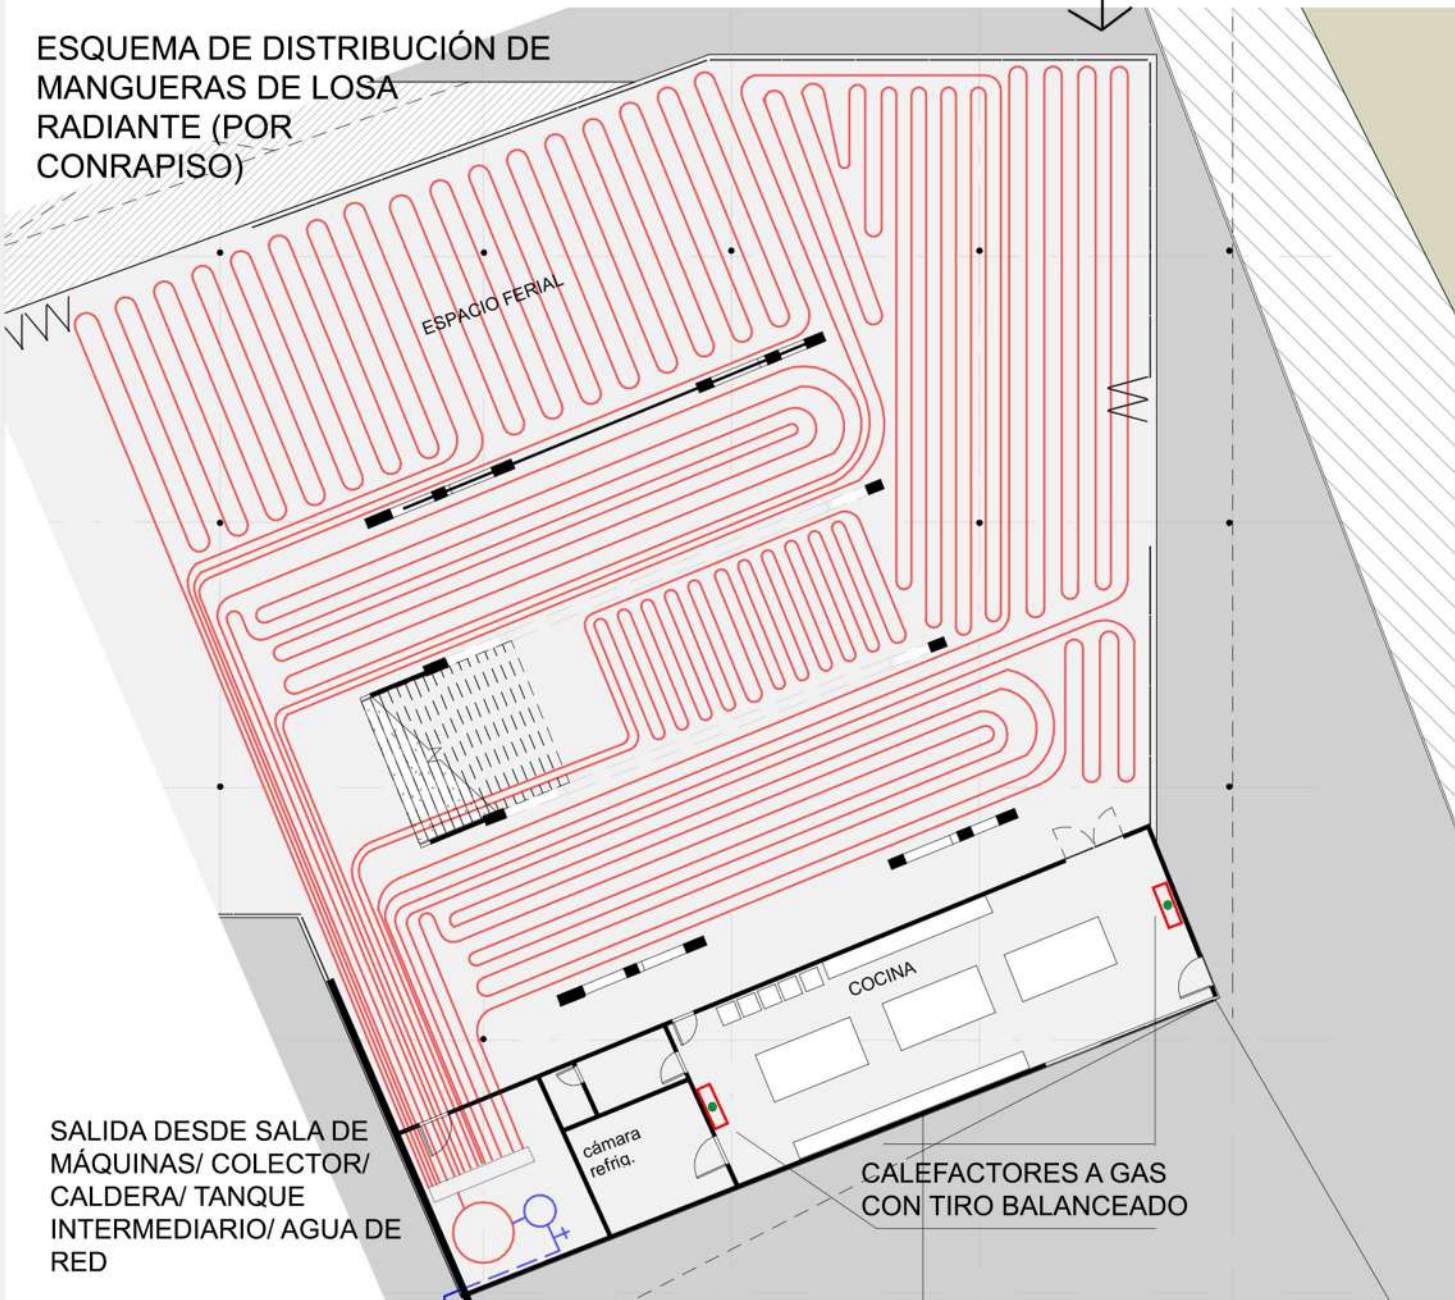 ESQUEMA DE DISTRIBUCIÓN DE
MANGUERAS DE LOSA
RADIANTE (POR
CONRAPISO)
ESPACIO FERIAL
COCINA
cámara
refrig.
SALIDA DESDE SALA DE
MÁQUINAS/ COLECTOR/
CALDERA/ TANQUE
INTERMEDIARIO/ AGUA DE
RED
CALEFACTORES A GAS
CON TIRO BALANCEADO